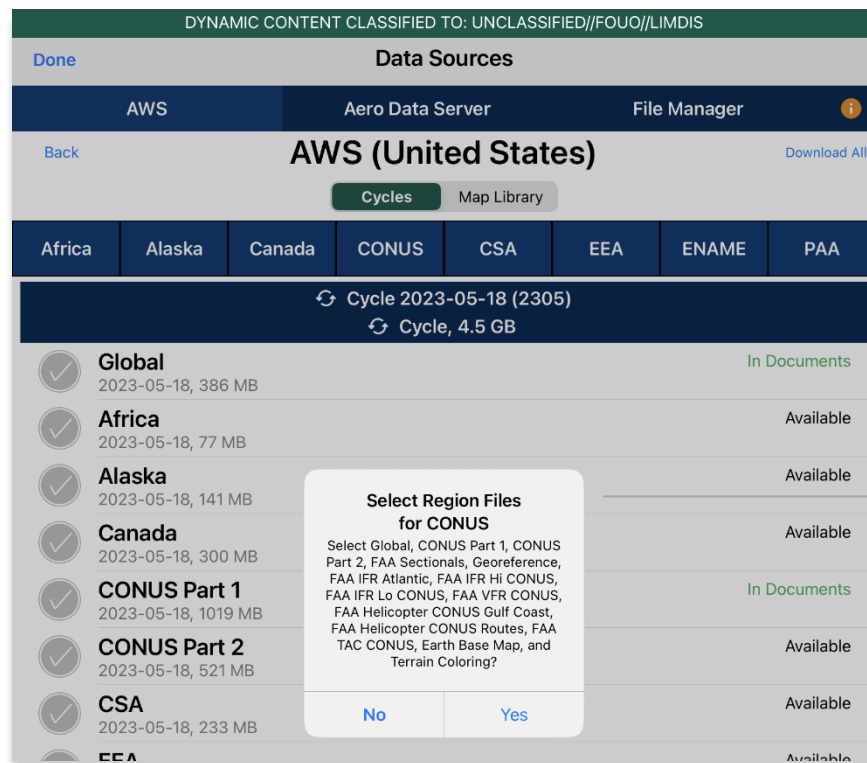 DYNAMIC CONTENT CLASSIFIED TO: UNCLASSIFIED//FOUO//LIMDIS
Done Data Sources
AWS Aero Data Server File Manager i
Back AWS (United States) Download All
Cycles Map Library
Africa Alaska Canada CONUS CSA EEA ENAME PAA
Cycle 2023-05-18 (2305)
Cycle, 4.5 GB
Global In Documents
2023-05-18, 386 MB
Africa Available
2023-05-18, 77 MB
Alaska Available
2023-05-18, 141 MB
Canada Available
2023-05-18, 300 MB
CONUS Part 1 In Documents
2023-05-18, 1019 MB
CONUS Part 2 Available
2023-05-18, 521 MB
CSA Available
2023-05-18, 233 MB
EEA Available
Select Region Files
for CONUS
Select Global, CONUS Part 1, CONUS
Part 2, FAA Sectionals, Georeference,
FAA IFR Atlantic, FAA IFR Hi CONUS,
FAA IFR Lo CONUS, FAA VFR CONUS,
FAA Helicopter CONUS Gulf Coast,
FAA Helicopter CONUS Routes, FAA
TAC CONUS, Earth Base Map, and
Terrain Coloring?
No Yes